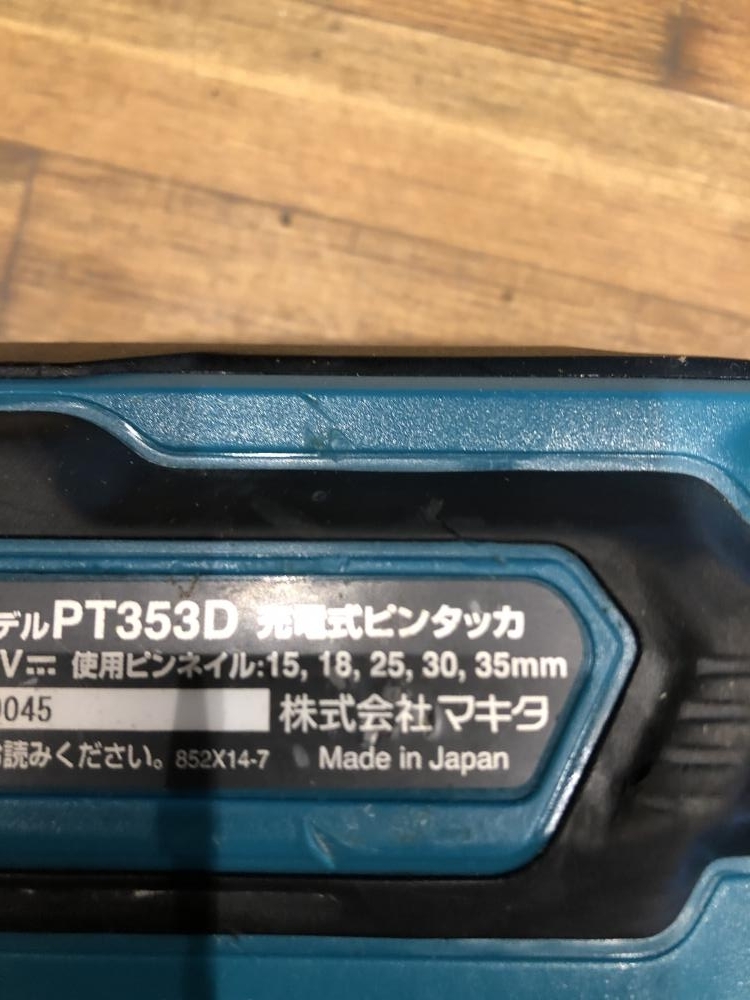 デルPT353D 充電式ピンタッカ
V⎓ 使用ピンネイル:15, 18, 25, 30, 35mm
0045 株式会社マキタ
読みください。852X14-7 Made in Japan